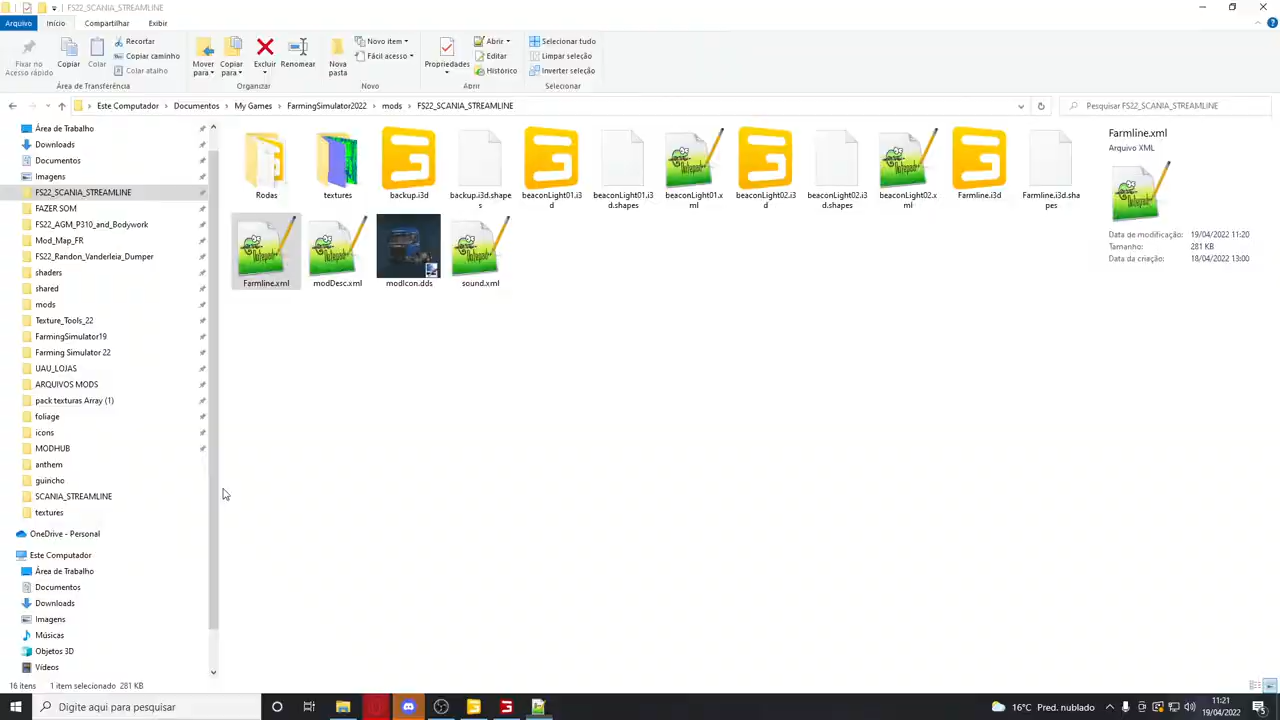 FS22_SCANIA_STREAMLINE
Arquivo Início Compartilhar Exibir
Fixar no Acesso rápido
Copiar
Colar
Recortar
Copiar caminho
Colar atalho
Mover para
Copiar para
Excluir
Renomear
Nova pasta
Novo item
Fácil acesso
Propriedades
Abrir
Editar
Histórico
Selecionar tudo
Limpar seleção
Inverter seleção
Área de Transferência
Organizar
Novo
Abrir
Selecionar
Este Computador Documentos My Games FarmingSimulator2022 mods FS22_SCANIA_STREAMLINE
Pesquisar FS22_SCANIA_STREAMLINE
Área de Trabalho
Downloads
Documentos
Imagens
FS22_SCANIA_STREAMLINE
FAZER SOM
FS22_AGM_P310_and_Bodywork
Mod_Map_FR
FS22_Randon_Vanderleia_Dumper
shaders
shared
mods
Texture_Tools_22
FarmingSimulator19
Farming Simulator 22
UAU_LOJAS
ARQUIVOS MODS
pack texturas Array (1)
foliage
icons
MODHUB
anthem
guincho
SCANIA_STREAMLINE
textures
OneDrive - Personal
Este Computador
Área de Trabalho
Documentos
Downloads
Imagens
Músicas
Objetos 3D
Vídeos
Rodas
textures
backup.i3d
backup.i3d.shapes
beaconLight01.i3d
beaconLight01.i3d.shapes
beaconLight01.xml
beaconLight02.i3d
beaconLight02.i3d.shapes
beaconLight02.xml
Farmline.i3d
Farmline.i3d.shapes
Farmline.xml
modDesc.xml
modIcon.dds
sound.xml
Farmline.xml
Arquivo XML
Data de modificação: 19/04/2022 11:20
Tamanho: 281 KB
Data da criação: 18/04/2022 13:00
16 itens 1 item selecionado 281 KB
Digite aqui para pesquisar
16°C Pred. nublado
11:21
19/04/2022